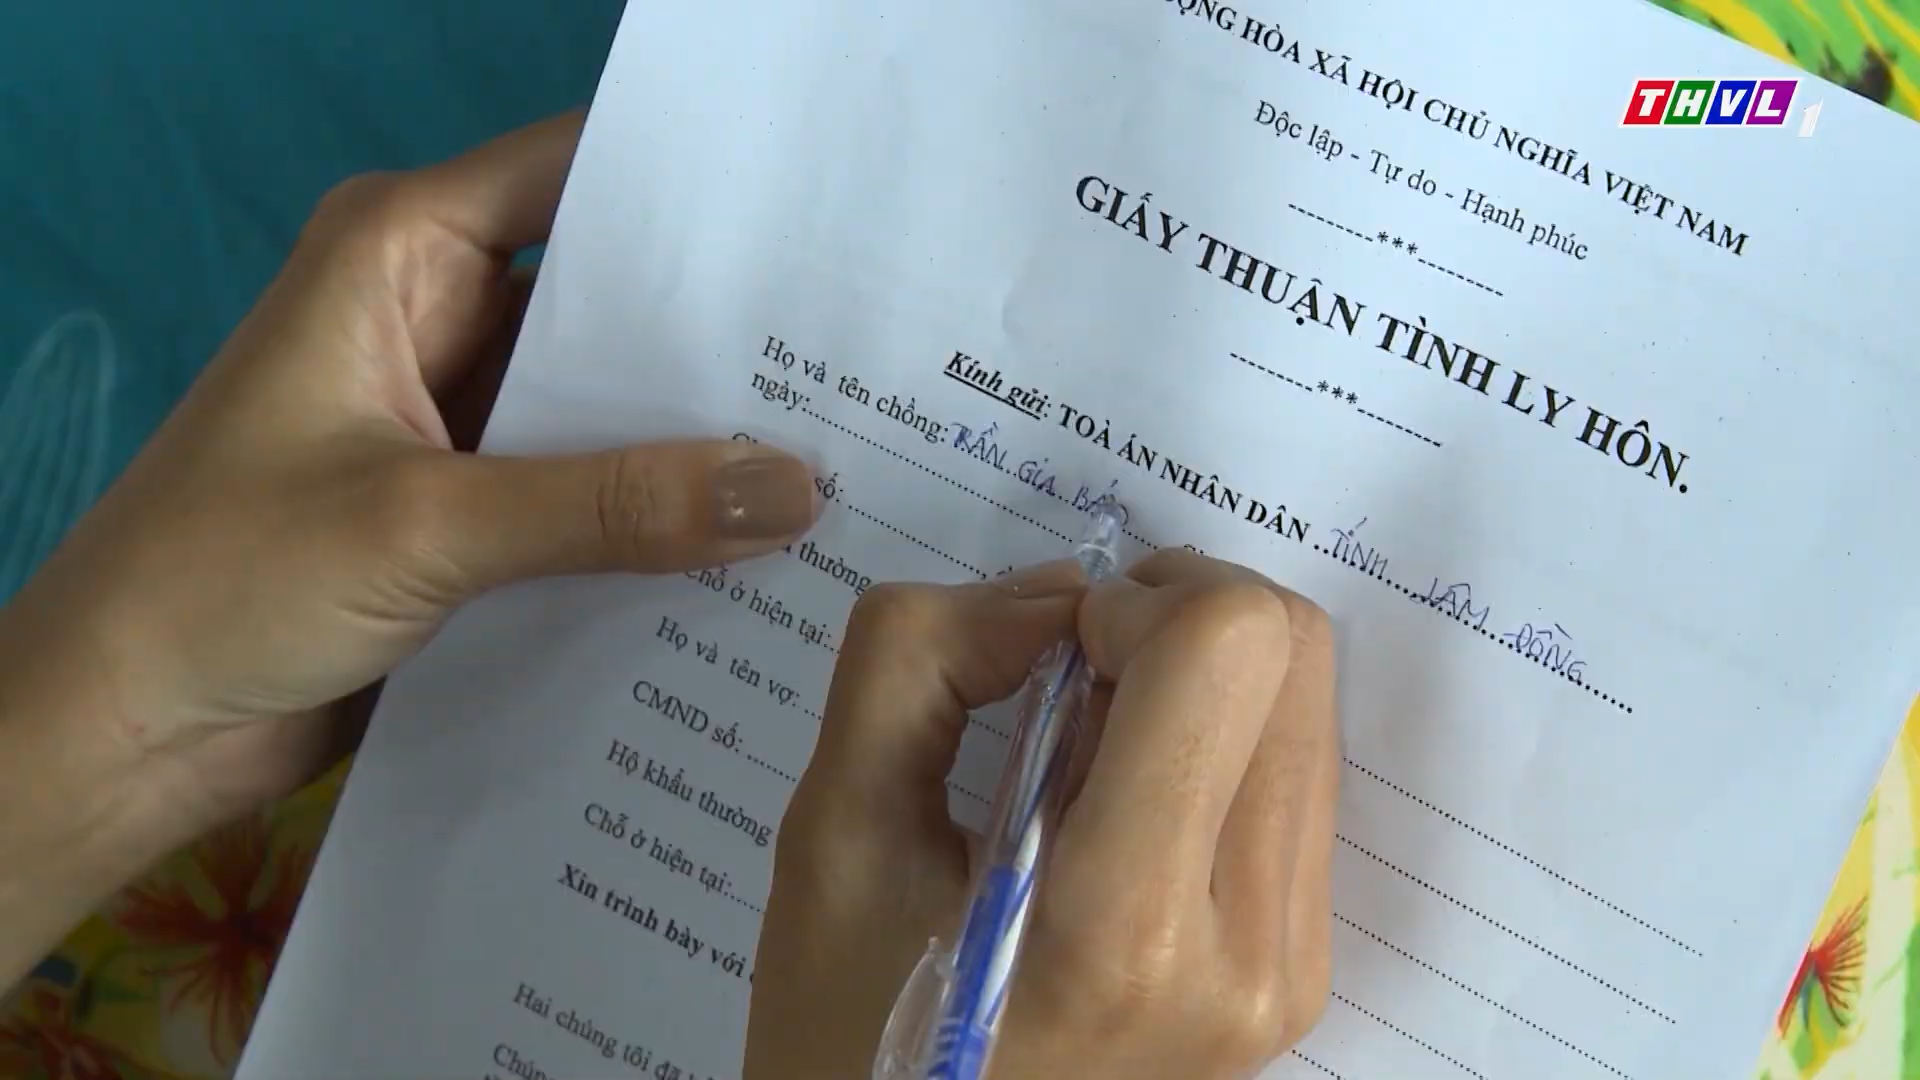 THVL1
CỘNG HÒA XÃ HỘI CHỦ NGHĨA VIỆT NAM
Độc lập - Tự do - Hạnh phúc
--------***--------
GIẤY THUẬN TÌNH LY HÔN.
--------***--------
Kính gửi: TOÀ ÁN NHÂN DÂN ..TỈNH LÂM ĐỒNG
Họ và tên chồng: TRẦN GIA BẢO
ngày:
số:
thường
Chỗ ở hiện tại:
Họ và tên vợ:
CMND số:
Hộ khẩu thường
Chỗ ở hiện tại:
Xin trình bày với
Hai chúng tôi đã